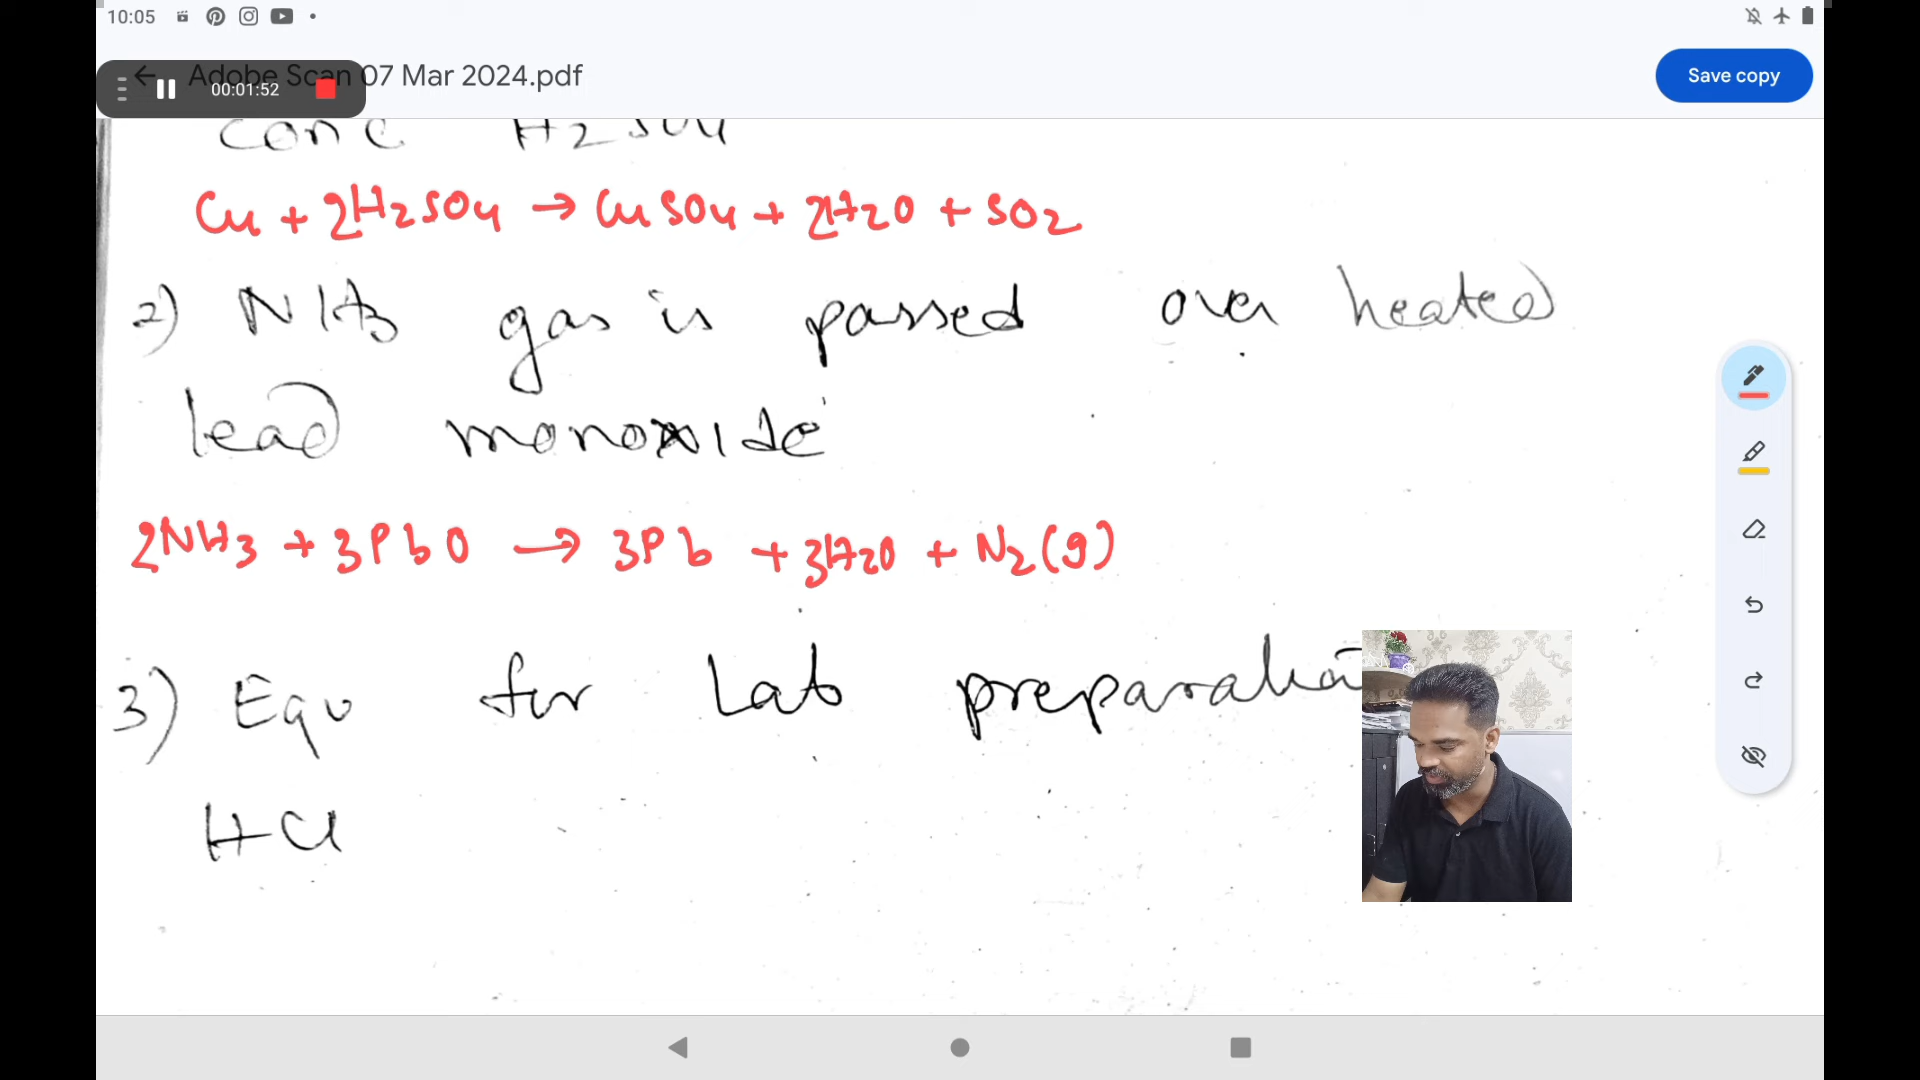 10:05
Adobe Scan 07 Mar 2024.pdf
00:01:52
Save copy
conc H2SO4
Cu + 2H2SO4 → CuSO4 + 2H2O + SO2
2) NH3 gas is passed over heated
lead monoxide
2NH3 + 3PbO → 3Pb + 3H2O + N2(g)
3) Equ for Lab
HCl